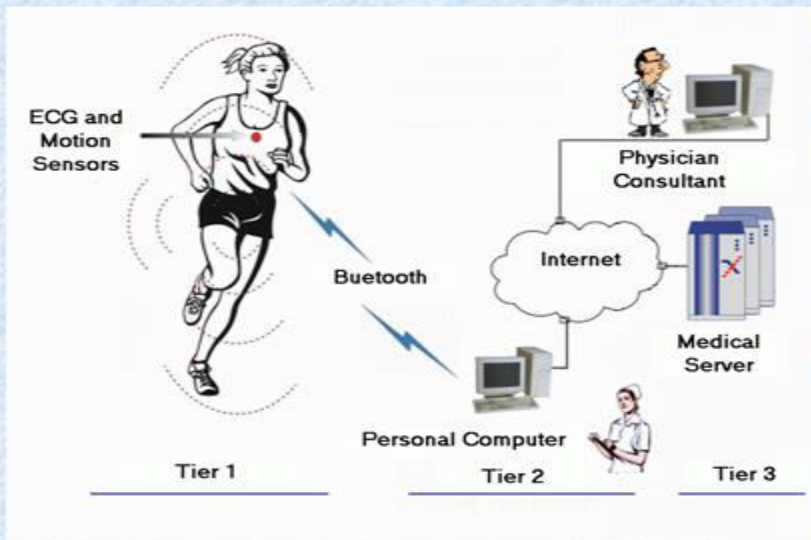 ECG and
Motion
Sensors
Physician
Consultant
Internet
Buetooth
Medical
Server
Personal Computer
Tier 1
Tier 2
Tier 3